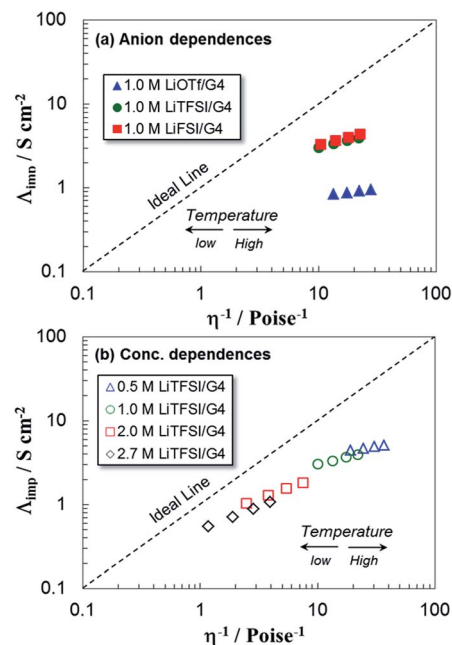 (a) Anion dependences
1.0 M LiOTf/G4
1.0 M LiTFSI/G4
1.0 M LiFSI/G4
Ideal Line
Temperature
low High
100
10
1
0.1
0.1 1 10 100
Λimp / S cm⁻²
η⁻¹ / Poise⁻¹
(b) Conc. dependences
0.5 M LiTFSI/G4
1.0 M LiTFSI/G4
2.0 M LiTFSI/G4
2.7 M LiTFSI/G4
Ideal Line
Temperature
low High
100
10
1
0.1
0.1 1 10 100
Λimp / S cm⁻²
η⁻¹ / Poise⁻¹